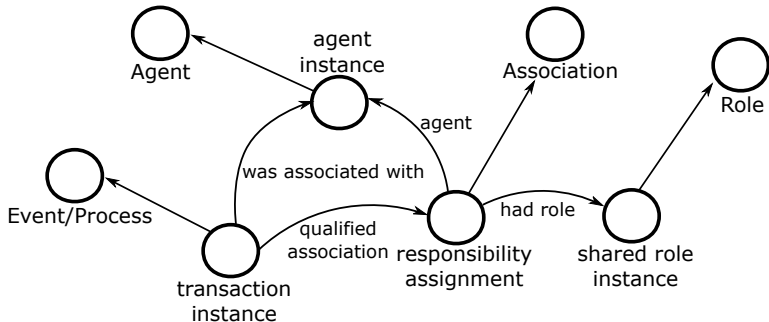 agent
instance
Agent
Association
Role
agent
was associated with
Event/Process
had role
qualified
association
responsibility
assignment
shared role
instance
transaction
instance